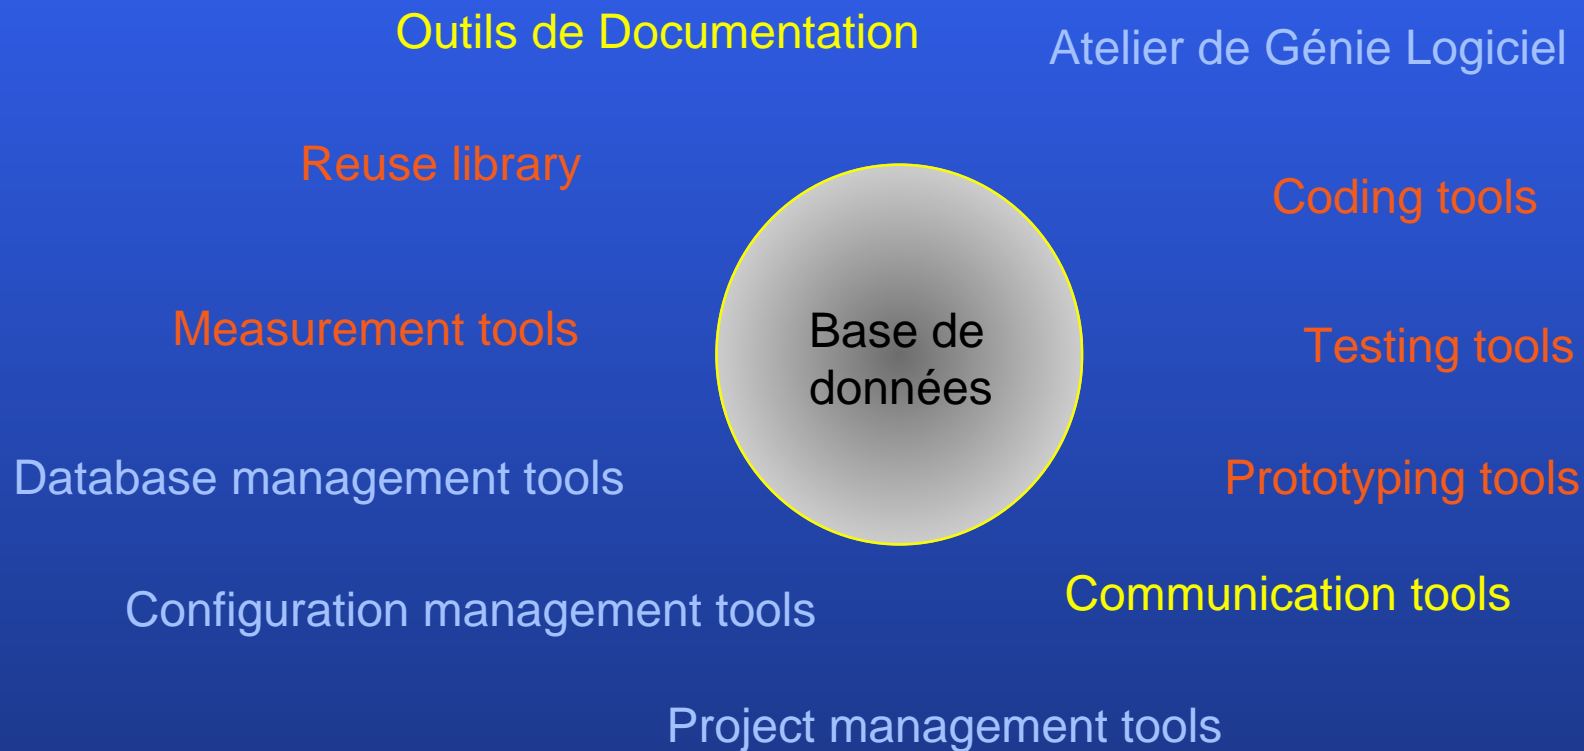 Outils de Documentation
Atelier de Génie Logiciel
Reuse library
Coding tools
Measurement tools
Base de
données
Testing tools
Database management tools
Prototyping tools
Configuration management tools
Communication tools
Project management tools